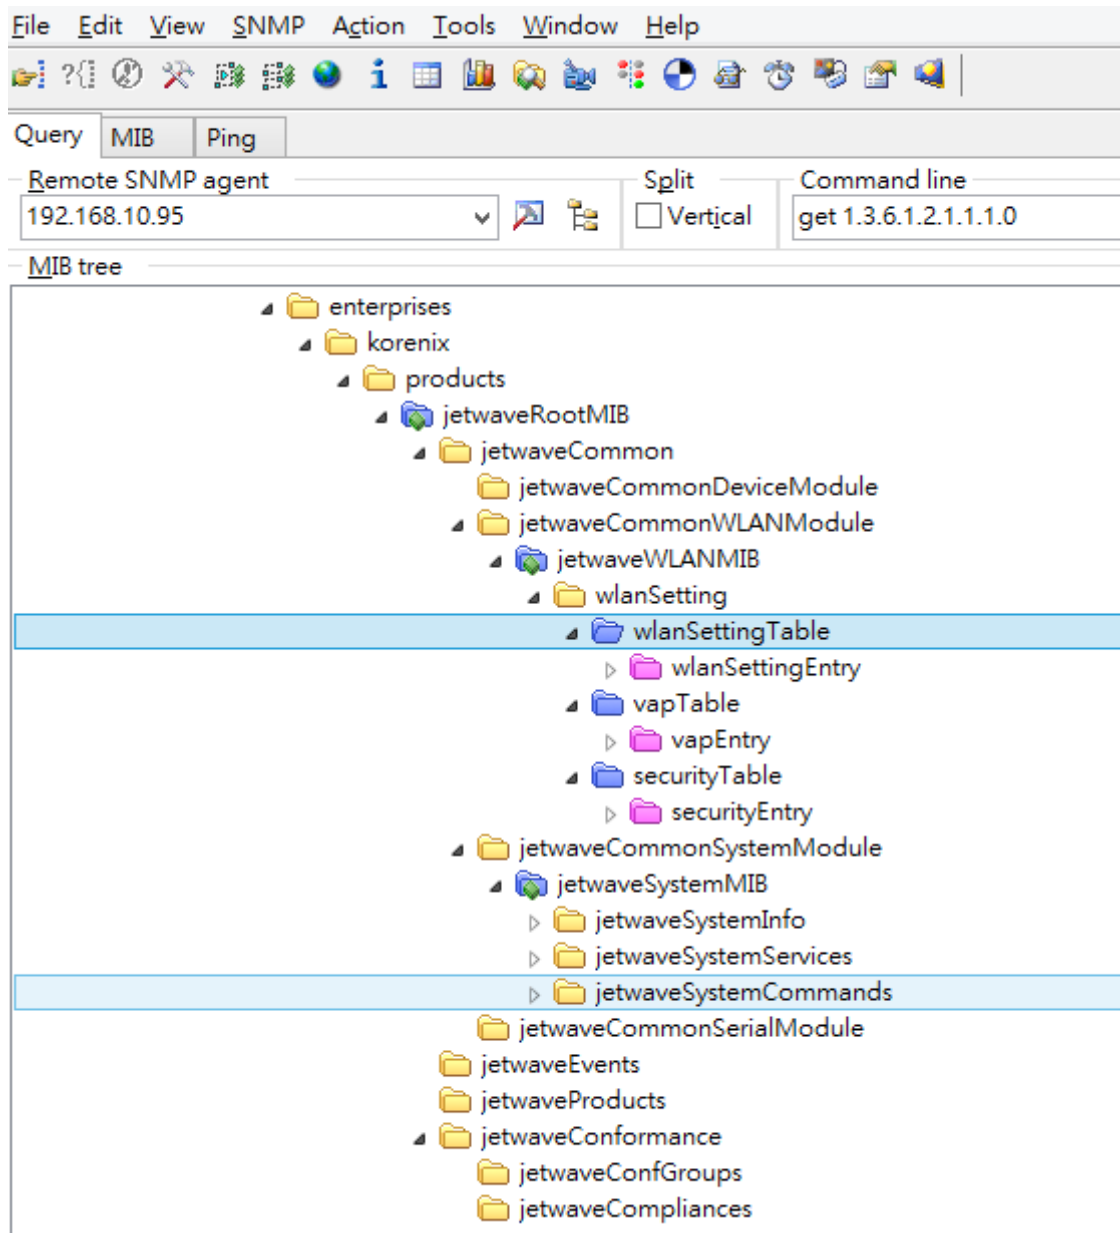 File Edit View SNMP Action Tools Window Help
Query MIB Ping
Remote SNMP agent Split Command line
192.168.10.95 Vertical get 1.3.6.1.2.1.1.1.0
MIB tree
enterprises
korenix
products
jetwaveRootMIB
jetwaveCommon
jetwaveCommonDeviceModule
jetwaveCommonWLANModule
jetwaveWLANMIB
wlanSetting
wlanSettingTable
wlanSettingEntry
vapTable
vapEntry
securityTable
securityEntry
jetwaveCommonSystemModule
jetwaveSystemMIB
jetwaveSystemInfo
jetwaveSystemServices
jetwaveSystemCommands
jetwaveCommonSerialModule
jetwaveEvents
jetwaveProducts
jetwaveConformance
jetwaveConfGroups
jetwaveCompliances